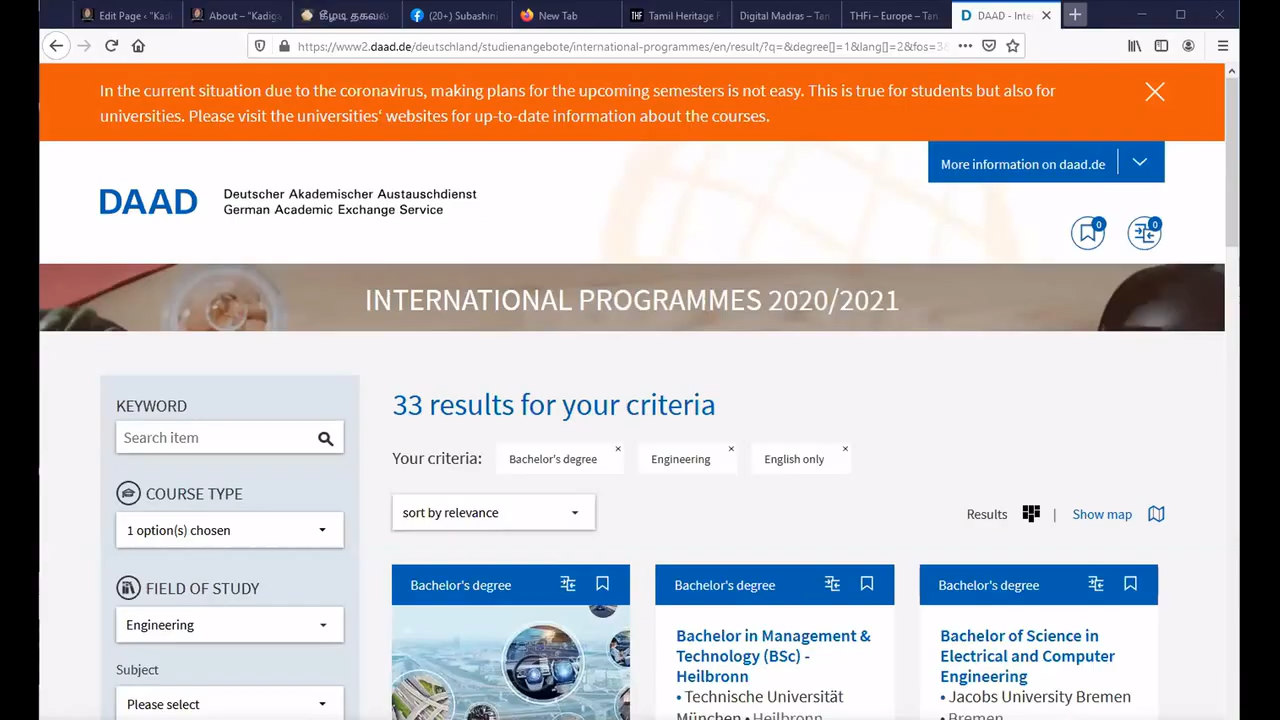 Edit Page ‹ "Kadi
About – "Kadig
கீழடி தகவல்
(20+) Subashini
New Tab
Tamil Heritage F
Digital Madras – Tan
THFi – Europe – Tan
DAAD - Inte
https://www2.daad.de/deutschland/studienangebote/international-programmes/en/result/?q=&degree[]=1&lang[]=2&fos=3
In the current situation due to the coronavirus, making plans for the upcoming semesters is not easy. This is true for students but also for
universities. Please visit the universities' websites for up-to-date information about the courses.
More information on daad.de
DAAD
Deutscher Akademischer Austauschdienst
German Academic Exchange Service
0
0
INTERNATIONAL PROGRAMMES 2020/2021
KEYWORD
Search item
COURSE TYPE
1 option(s) chosen
FIELD OF STUDY
Engineering
Subject
Please select
33 results for your criteria
Your criteria:
Bachelor's degree
Engineering
English only
sort by relevance
Results
|
Show map
Bachelor's degree
Bachelor's degree
Bachelor in Management &
Technology (BSc) -
Heilbronn
• Technische Universität
München • Heilbronn
Bachelor's degree
Bachelor of Science in
Electrical and Computer
Engineering
• Jacobs University Bremen
• Bremen